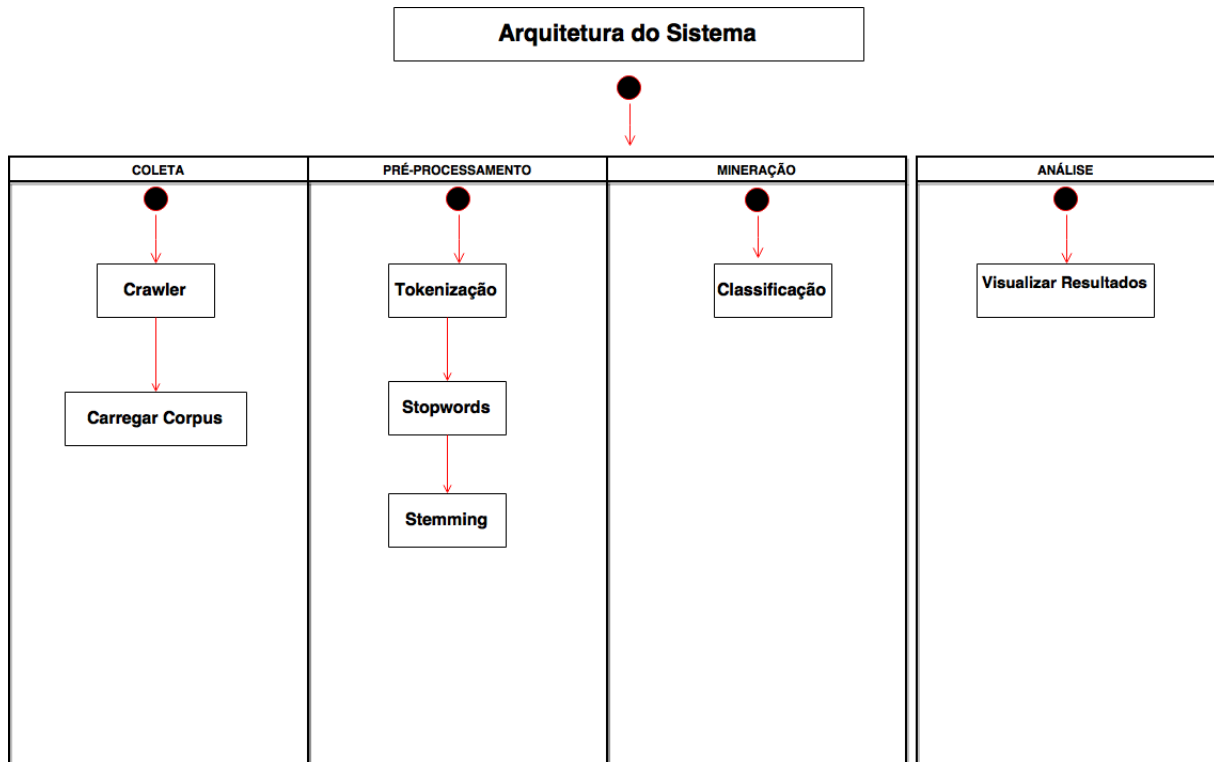 Arquitetura do Sistema
COLETA
PRÉ-PROCESSAMENTO
MINERAÇÃO
ANÁLISE
Crawler
Tokenização
Classificação
Visualizar Resultados
Carregar Corpus
Stopwords
Stemming